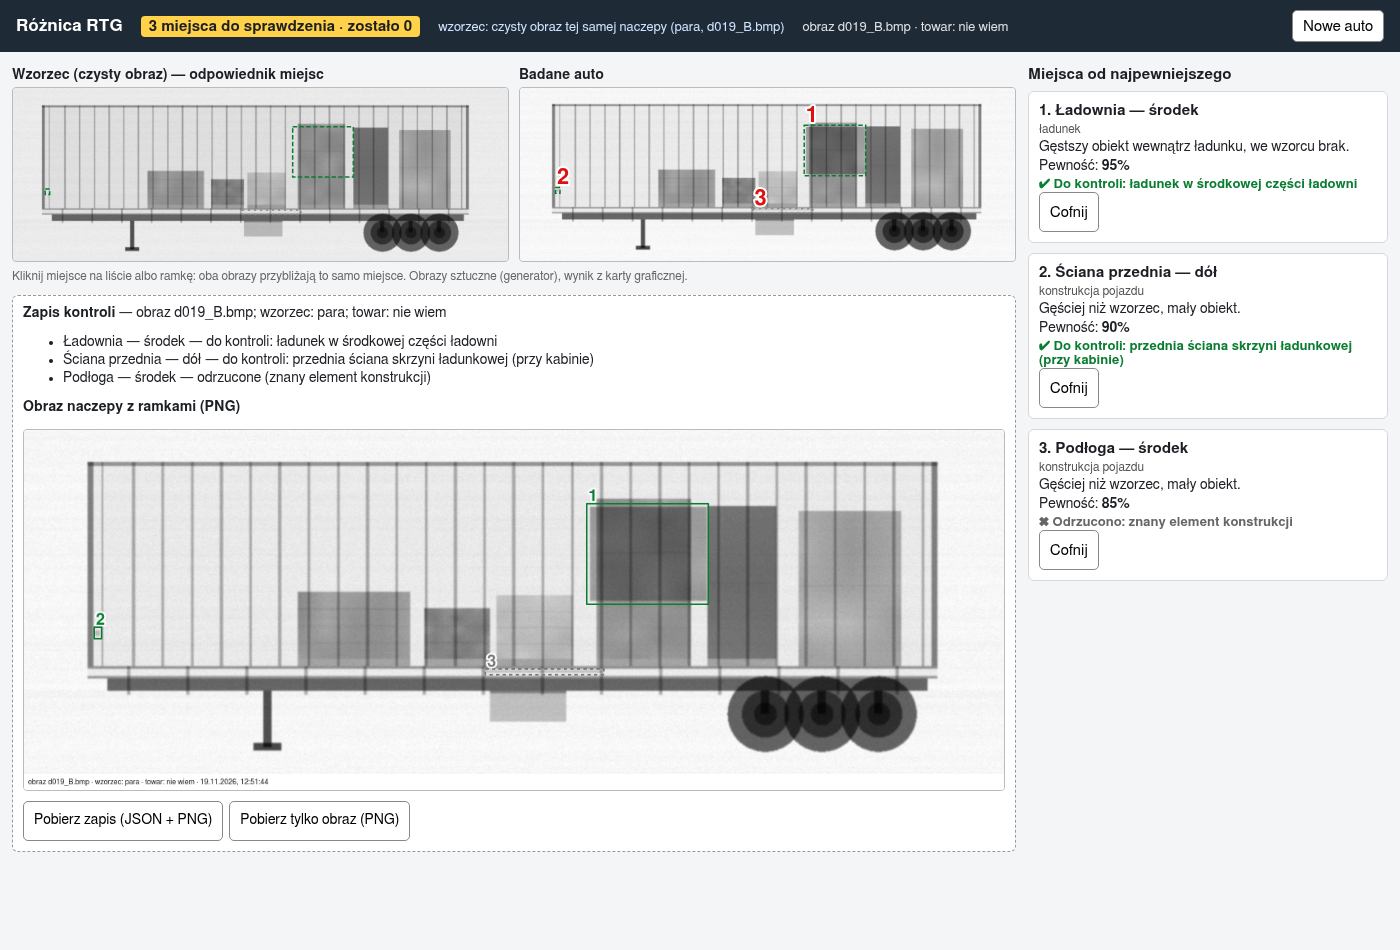 Różnica RTG
3 miejsca do sprawdzenia · zostało 0
wzorzec: czysty obraz tej samej naczepy (para, d019_B.bmp)
obraz d019_B.bmp · towar: nie wiem
Nowe auto
Wzorzec (czysty obraz) — odpowiednik miejsc
2
Badane auto
1
2
3
Kliknij miejsce na liście albo ramkę: oba obrazy przybliżają to samo miejsce. Obrazy sztuczne (generator), wynik z karty graficznej.
Zapis kontroli — obraz d019_B.bmp; wzorzec: para; towar: nie wiem
• Ładownia — środek — do kontroli: ładunek w środkowej części ładowni
• Ściana przednia — dół — do kontroli: przednia ściana skrzyni ładunkowej (przy kabinie)
• Podłoga — środek — odrzucone (znany element konstrukcji)
Obraz naczepy z ramkami (PNG)
1
2
3
obraz d019_B.bmp · wzorzec: para · towar: nie wiem · 19.11.2026, 12:51:44
Pobierz zapis (JSON + PNG)
Pobierz tylko obraz (PNG)
Miejsca od najpewniejszego
1. Ładownia — środek
ładunek
Gęstszy obiekt wewnątrz ładunku, we wzorcu brak.
Pewność: 95%
✔ Do kontroli: ładunek w środkowej części ładowni
Cofnij
2. Ściana przednia — dół
konstrukcja pojazdu
Gęściej niż wzorzec, mały obiekt.
Pewność: 90%
✔ Do kontroli: przednia ściana skrzyni ładunkowej
(przy kabinie)
Cofnij
3. Podłoga — środek
konstrukcja pojazdu
Gęściej niż wzorzec, mały obiekt.
Pewność: 85%
✖ Odrzucono: znany element konstrukcji
Cofnij